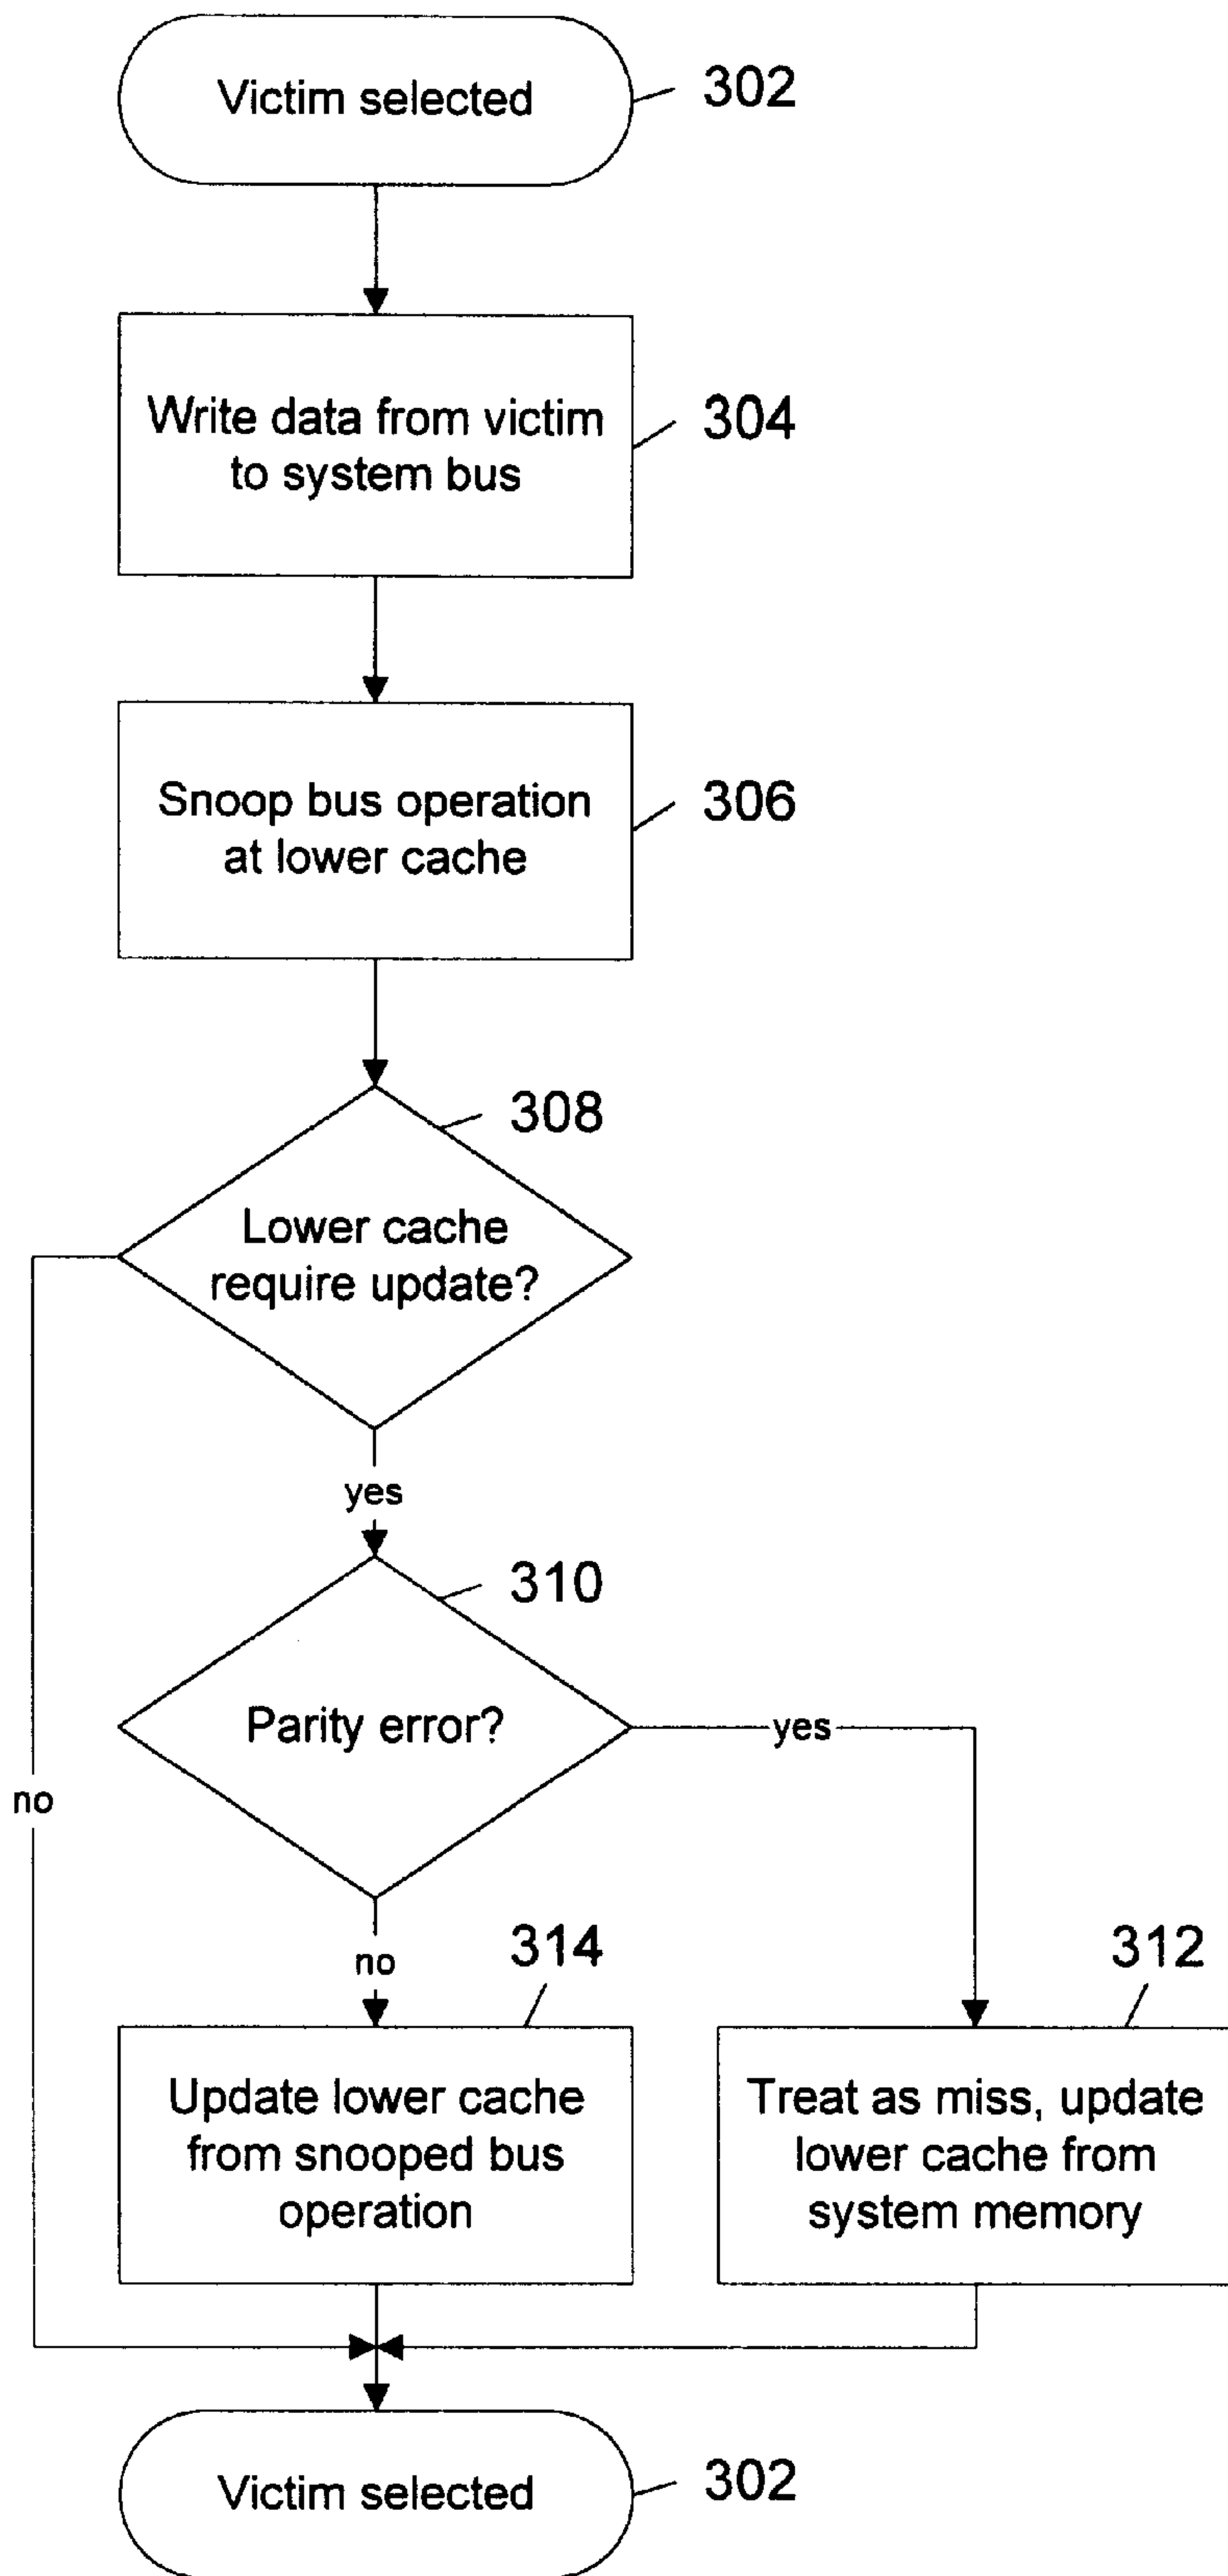 Victim selected
302
Write data from victim
to system bus
304
Snoop bus operation
at lower cache
306
308
Lower cache
require update?
yes
310
Parity error?
yes
no
no
314
312
Update lower cache
from snooped bus
operation
Treat as miss, update
lower cache from
system memory
Victim selected
302